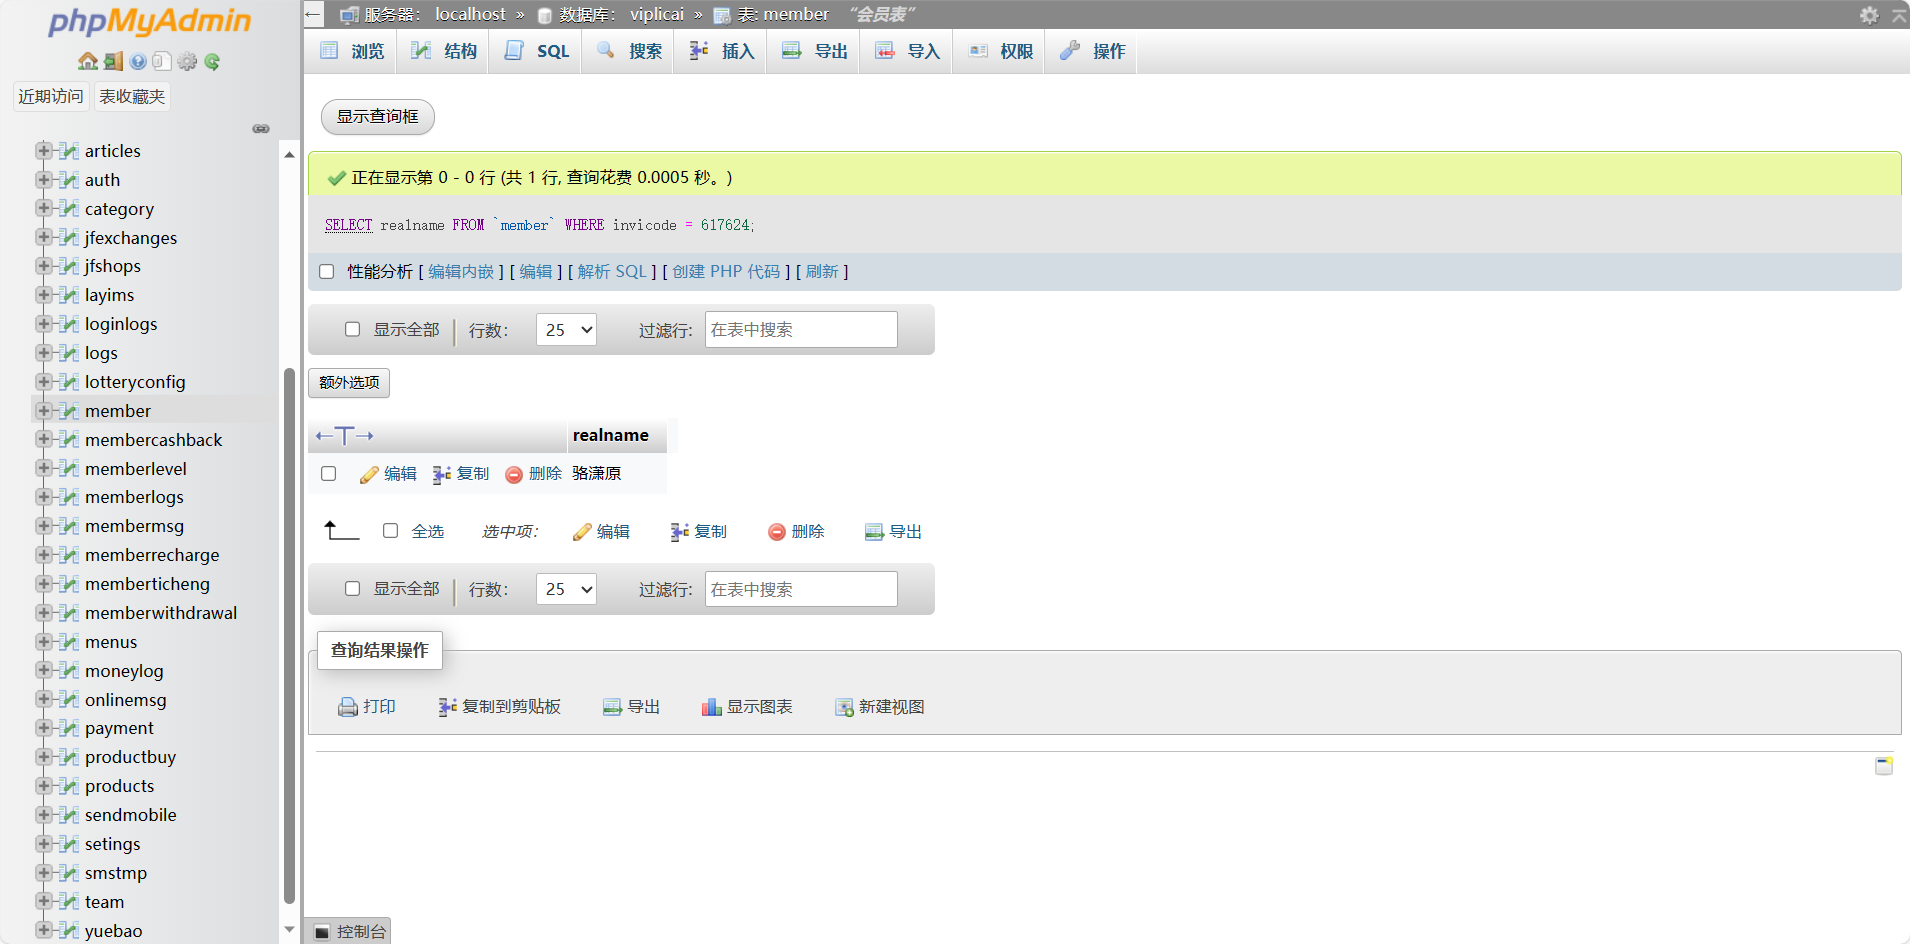 phpMyAdmin
近期访问 表收藏夹
articles
auth
category
jfexchanges
jfshops
layims
loginlogs
logs
lotteryconfig
member
membercashback
memberlevel
memberlogs
membermsg
memberrecharge
memberticheng
memberwithdrawal
menus
moneylog
onlinemsg
payment
productbuy
products
sendmobile
setings
smstmp
team
yuebao
服务器： localhost » 数据库： viplicai » 表: member “会员表”
浏览 结构 SQL 搜索 插入 导出 导入 权限 操作
显示查询框
正在显示第 0 - 0 行 (共 1 行, 查询花费 0.0005 秒。)
SELECT realname FROM `member` WHERE invicode = 617624;
性能分析 [ 编辑内嵌 ] [ 编辑 ] [ 解析 SQL ] [ 创建 PHP 代码 ] [ 刷新 ]
显示全部 行数： 25 过滤行: 在表中搜索
额外选项
←T→ realname
编辑 复制 删除 骆潇原
全选 选中项： 编辑 复制 删除 导出
显示全部 行数： 25 过滤行: 在表中搜索
查询结果操作
打印 复制到剪贴板 导出 显示图表 新建视图
控制台